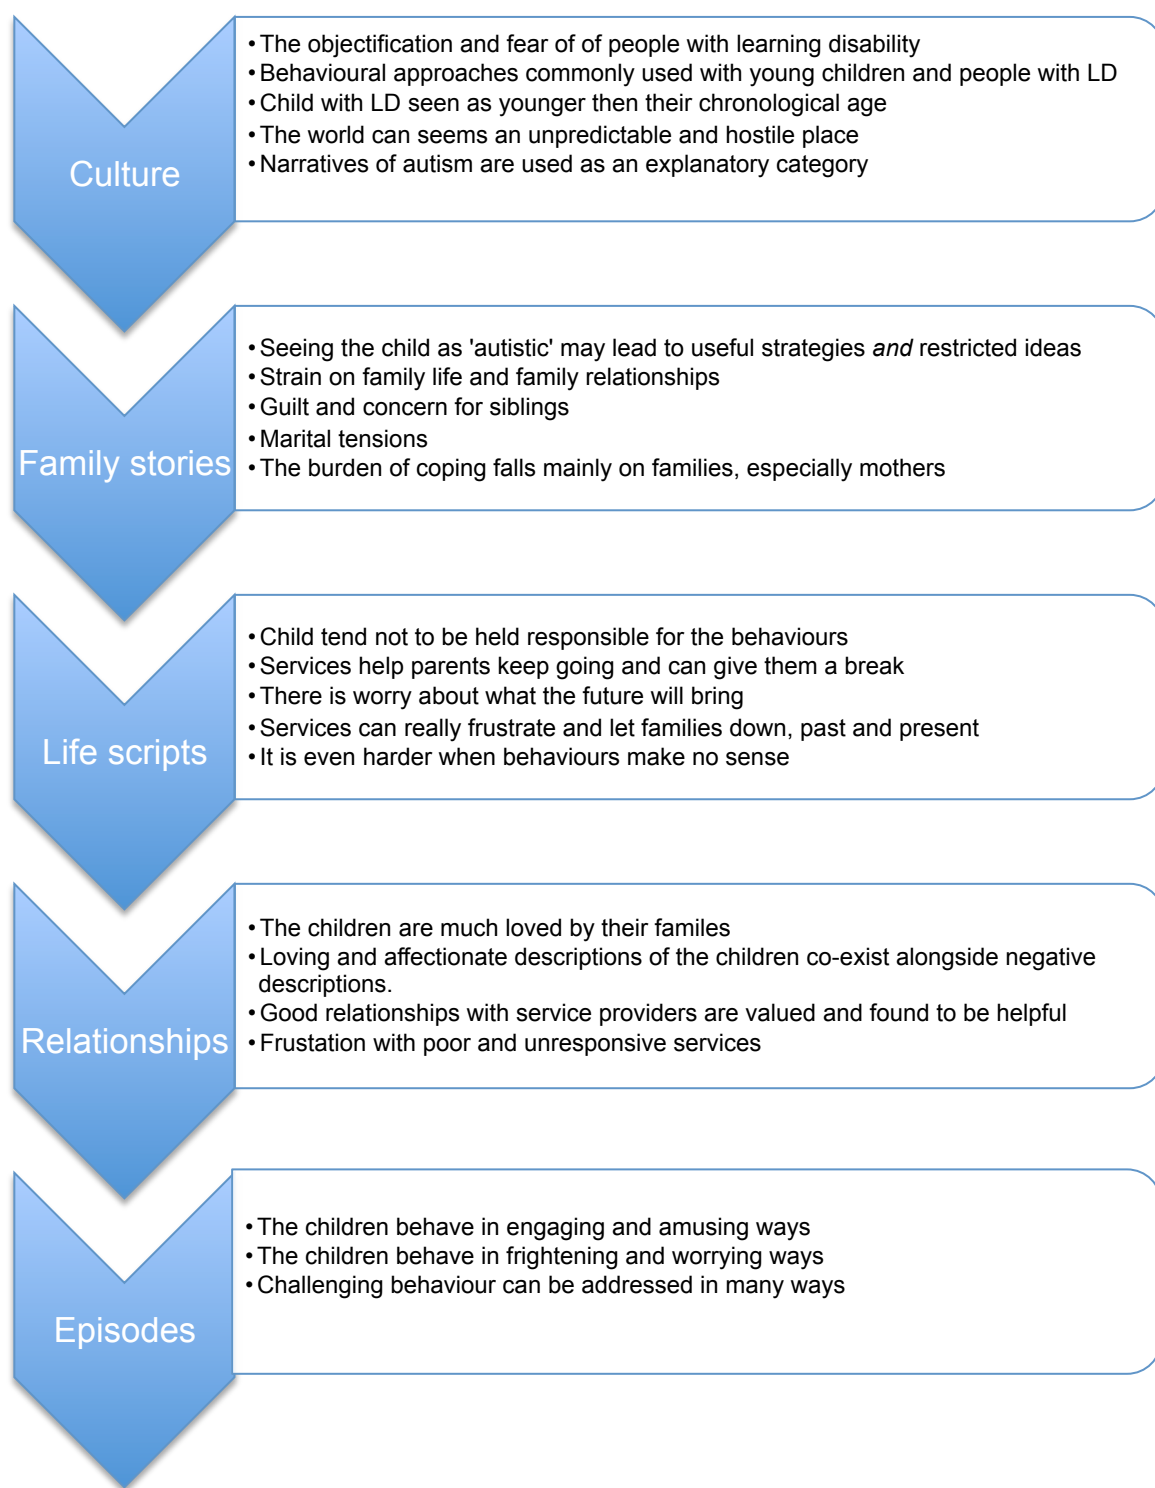 Culture
• The objectification and fear of of people with learning disability
• Behavioural approaches commonly used with young children and people with LD
• Child with LD seen as younger then their chronological age
• The world can seems an unpredictable and hostile place
• Narratives of autism are used as an explanatory category
Family stories
• Seeing the child as 'autistic' may lead to useful strategies and restricted ideas
• Strain on family life and family relationships
• Guilt and concern for siblings
• Marital tensions
• The burden of coping falls mainly on families, especially mothers
Life scripts
• Child tend not to be held responsible for the behaviours
• Services help parents keep going and can give them a break
• There is worry about what the future will bring
• Services can really frustrate and let families down, past and present
• It is even harder when behaviours make no sense
Relationships
• The children are much loved by their familes
• Loving and affectionate descriptions of the children co-exist alongside negative
descriptions.
• Good relationships with service providers are valued and found to be helpful
• Frustation with poor and unresponsive services
Episodes
• The children behave in engaging and amusing ways
• The children behave in frightening and worrying ways
• Challenging behaviour can be addressed in many ways